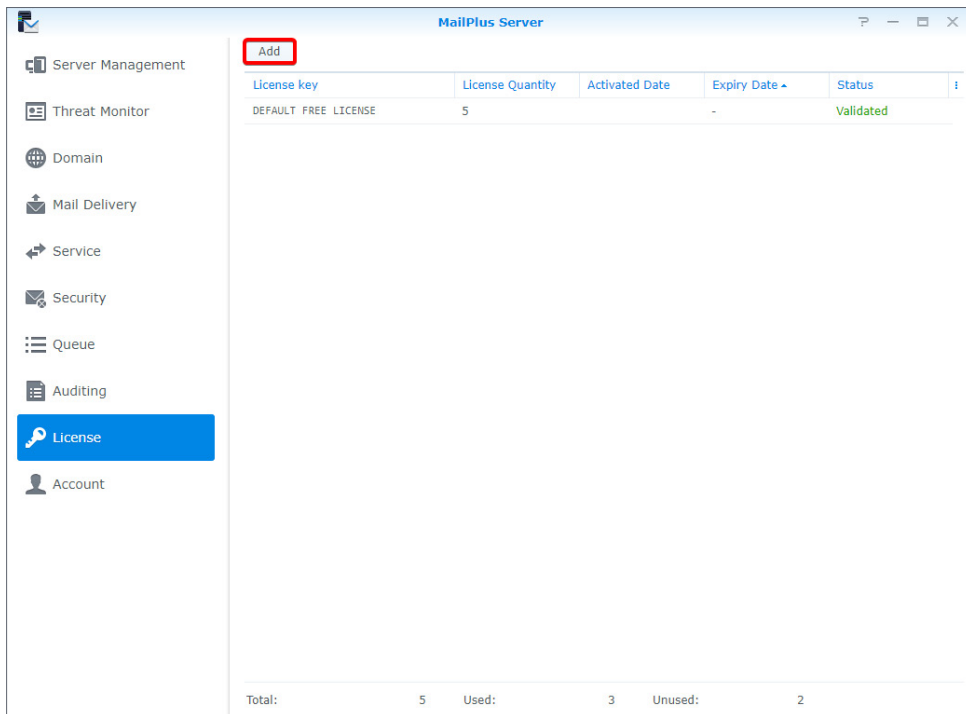 MailPlus Server
Server Management
Threat Monitor
Domain
Mail Delivery
Service
Security
Queue
Auditing
License
Account
Add
License key License Quantity Activated Date Expiry Date Status
DEFAULT FREE LICENSE 5 - Validated
Total: 5 Used: 3 Unused: 2